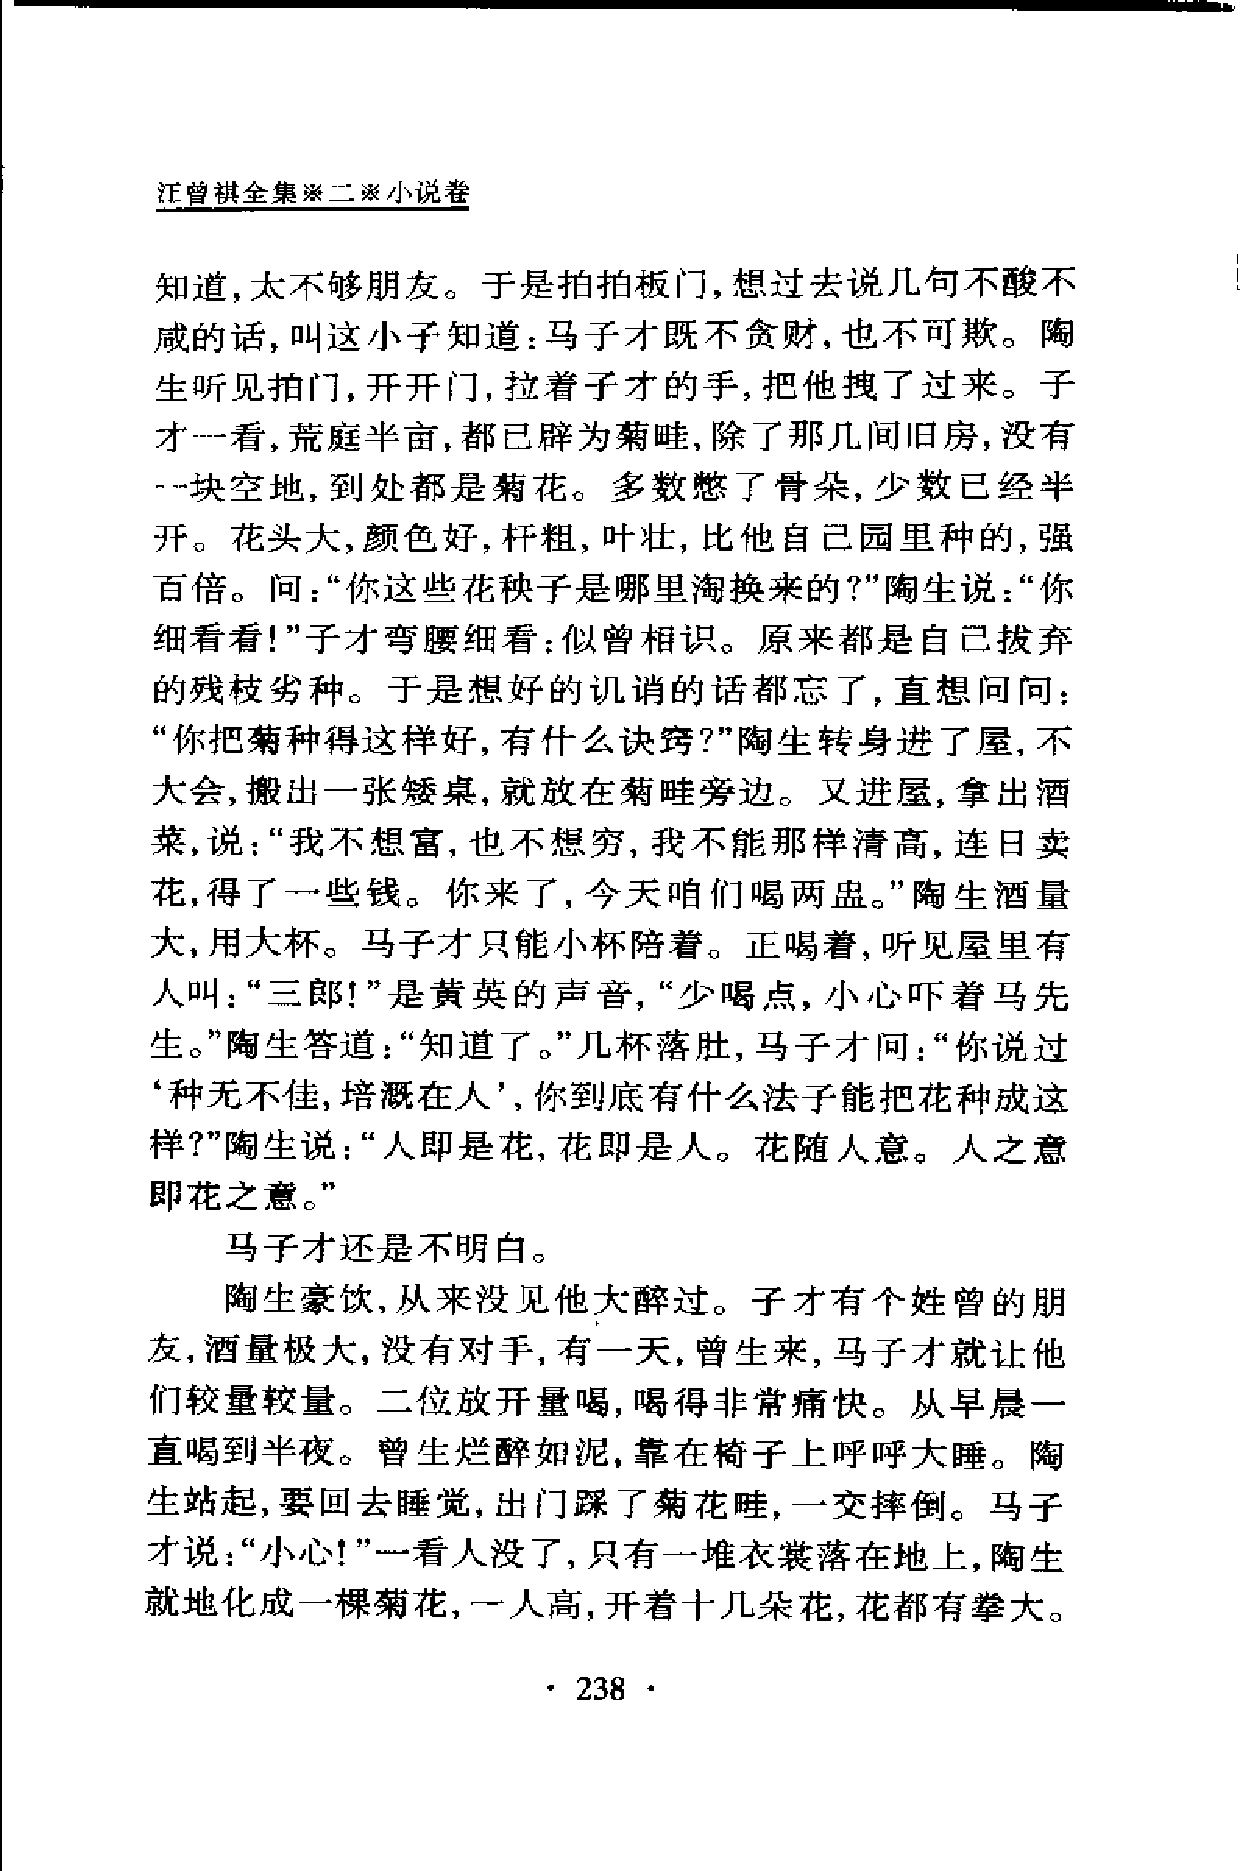 汪曾祺全集※二※小说卷
知道,太不够朋友。于是拍拍板门,想过去说几句不酸不
咸的话,叫这小子知道:马子才既不贪财,也不可欺。陶
生听见拍门,开开门,拉着子才的手,把他拽了过来。子
才一看,荒庭半亩,都已辟为菊畦,除了那几间旧房,没有
一块空地,到处都是菊花。多数憋了骨朵,少数已经半
开。花头大,颜色好,杆粗,叶壮,比他自己园里种的,强
百倍。问:“你这些花秧子是哪里淘换来的?”陶生说:“你
细看看!”子才弯腰细看:似曾相识。原来都是自己拔弃
的残枝劣种。于是想好的讥诮的话都忘了,直想问问:
“你把菊种得这样好,有什么诀窍?”陶生转身进了屋,不
大会,搬出一张矮桌,就放在菊畦旁边。又进屋,拿出酒
菜,说:“我不想富,也不想穷,我不能那样清高,连日卖
花,得了一些钱。你来了,今天咱们喝两盅。”陶生酒量
大,用大杯。马子才只能小杯陪着。正喝着,听见屋里有
人叫:“三郎!”是黄英的声音,“少喝点,小心吓着马先
生。”陶生答道:“知道了。”几杯落肚,马子才问:“你说过
‘种无不佳,培溉在人’,你到底有什么法子能把花种成这
样?”陶生说:“人即是花,花即是人。花随人意。人之意
即花之意。”
马子才还是不明白。
陶生豪饮,从来没见他大醉过。子才有个姓曾的朋
友,酒量极大,没有对手,有一天,曾生来,马子才就让他
们较量较量。二位放开量喝,喝得非常痛快。从早晨一
直喝到半夜。曾生烂醉如泥,靠在椅子上呼呼大睡。陶
生站起,要回去睡觉,出门踩了菊花畦,一交摔倒。马子
才说:“小心!”一看人没了,只有一堆衣裳落在地上,陶生
就地化成一棵菊花,一人高,开着十几朵花,花都有拳大。
· 238 ·